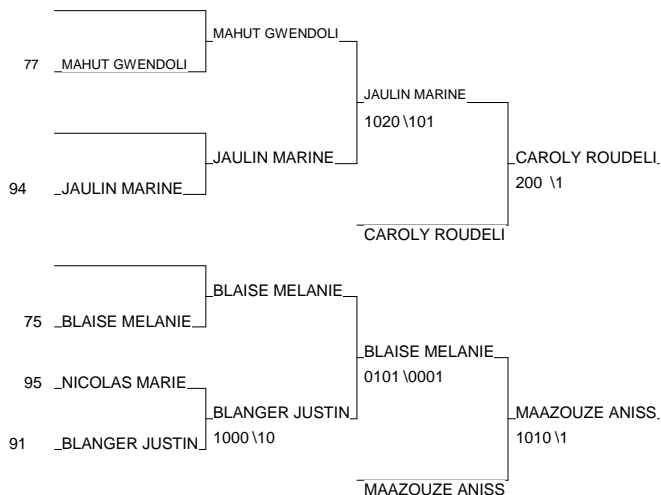 MAHUT GWENDOLI
77 MAHUT GWENDOLI
JAULIN MARINE
1020 \101
JAULIN MARINE
CAROLY ROUDELI
94 JAULIN MARINE
200 \1
CAROLY ROUDELI
BLAISE MELANIE
75 BLAISE MELANIE
BLAISE MELANIE
0101 \0001
95 NICOLAS MARIE
BLANGER JUSTIN
MAAZOUZE ANISS
1000 \10
1010 \1
91 BLANGER JUSTIN
MAAZOUZE ANISS